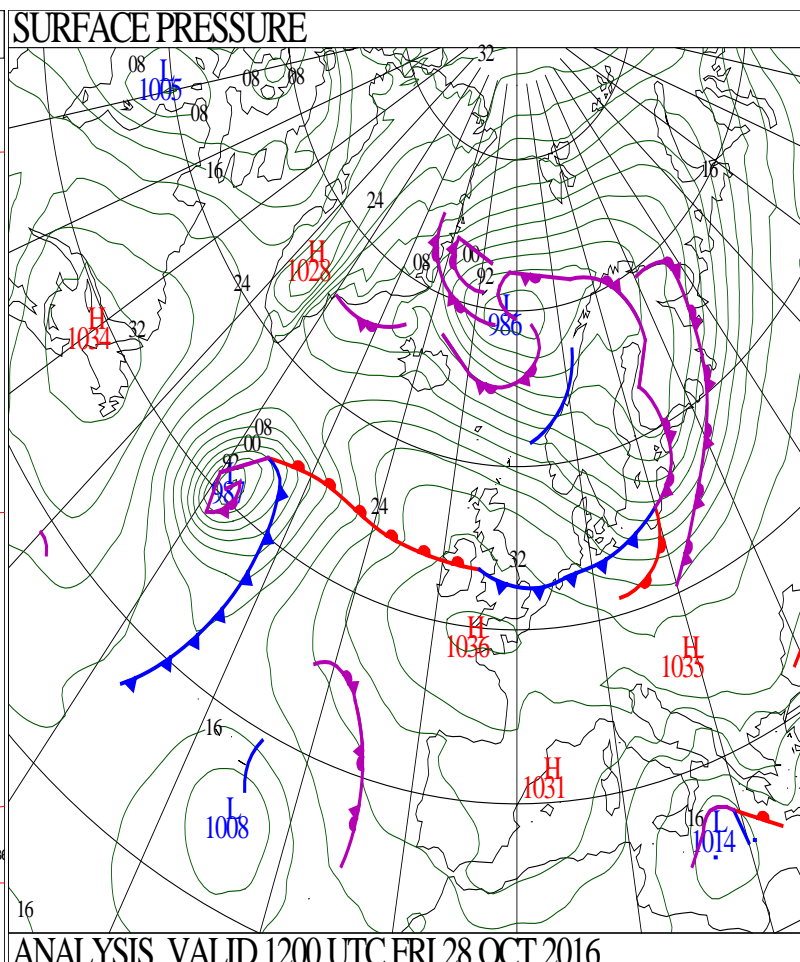 SURFACE PRESSURE
32
08
L
08
08
1005
08
16
16
24
H
1028
08
00
92
24
L
986
H
1034
32
08
00
92
L
987
24
32
H
1036
H
1035
16
H
1031
L
1008
16
L
1014
16
ANALYSIS VALID 1200 UTC FRI 28 OCT 2016